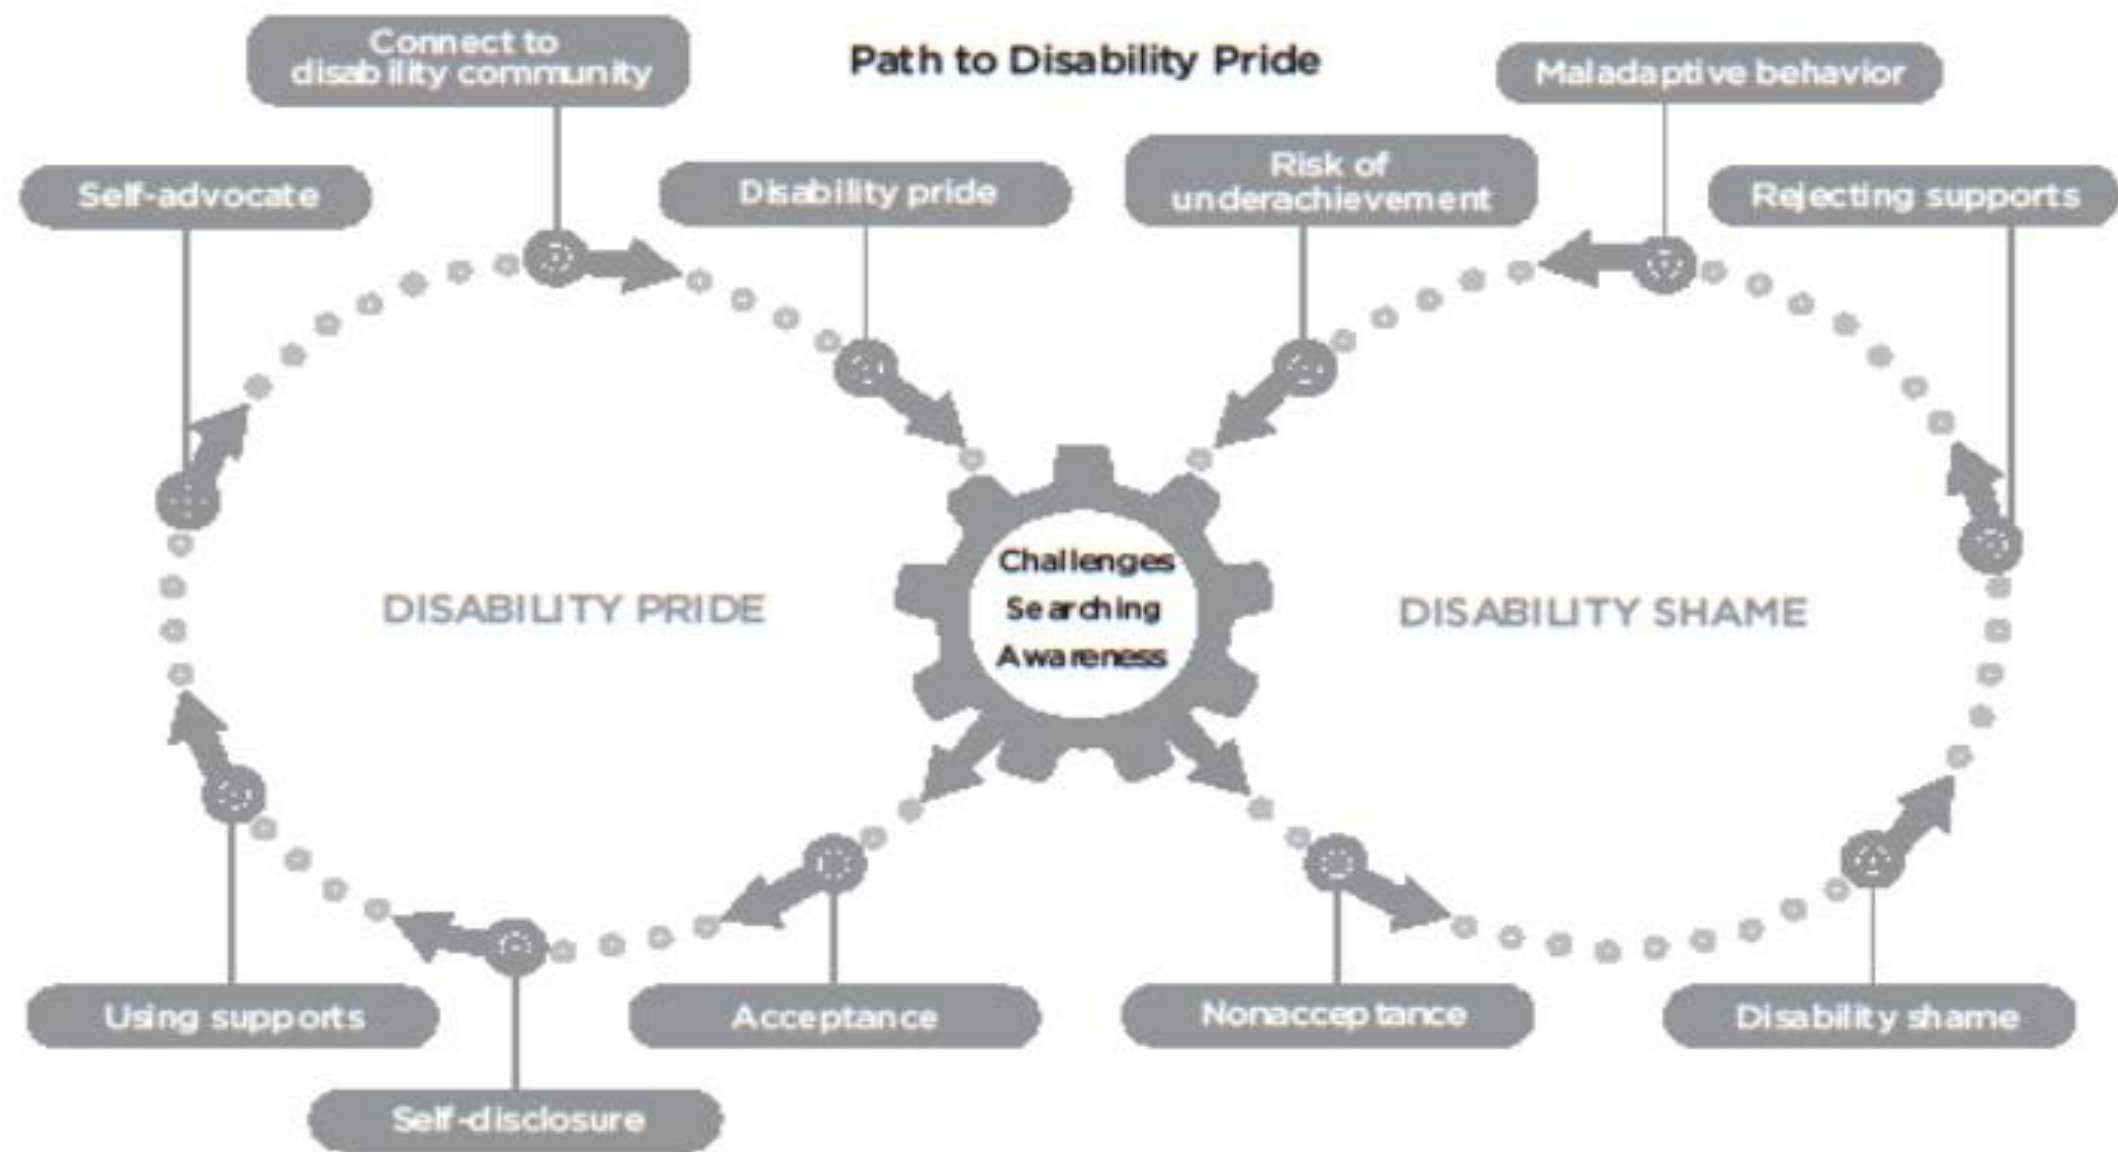 Path to Disability Pride
Connect to
disability community
Self-advocate
Disability pride
Risk of
underachievement
Maladaptive behavior
Rejecting supports
DISABILITY PRIDE
Challenges
Searching
Awareness
DISABILITY SHAME
Using supports
Self-disclosure
Acceptance
Nonacceptance
Disability shame